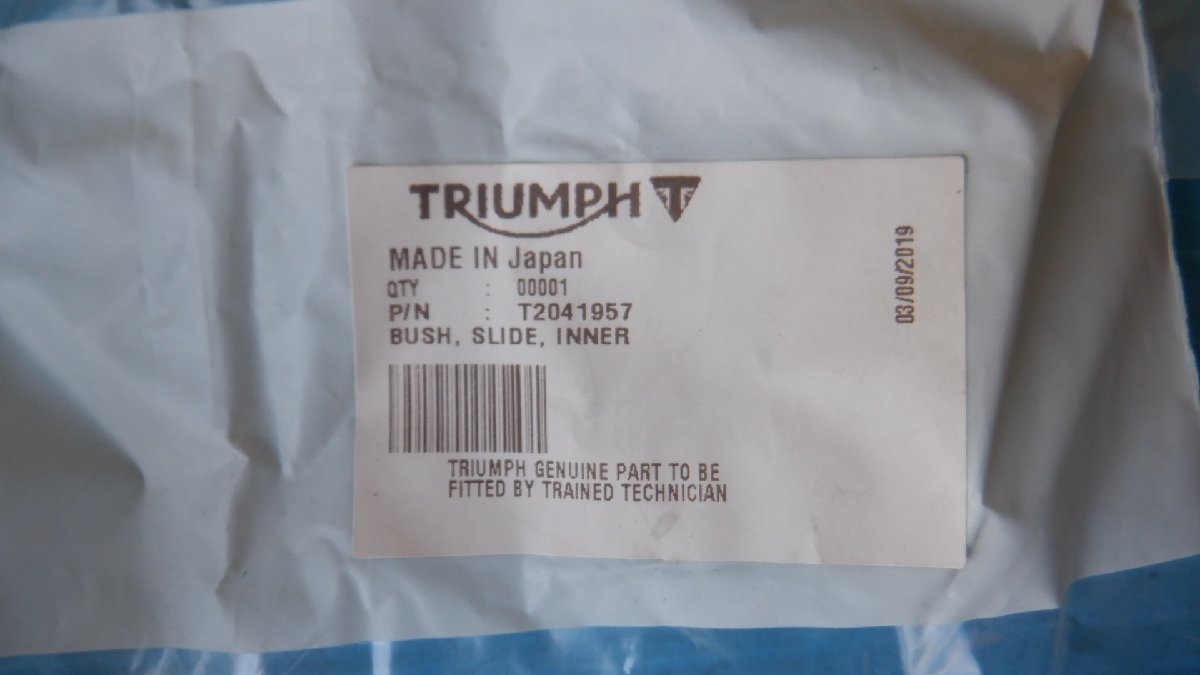 TRIUMPH
MADE IN Japan
QTY : 00001
P/N : T2041957
BUSH, SLIDE, INNER
TRIUMPH GENUINE PART TO BE
FITTED BY TRAINED TECHNICIAN
03/09/2019